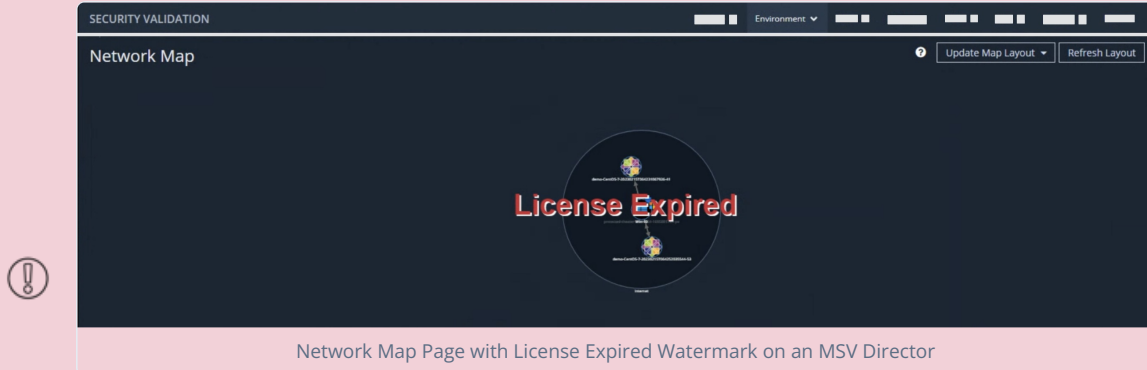 SECURITY VALIDATION
Environment
Network Map
? Update Map Layout Refresh Layout
License Expired
Network Map Page with License Expired Watermark on an MSV Director